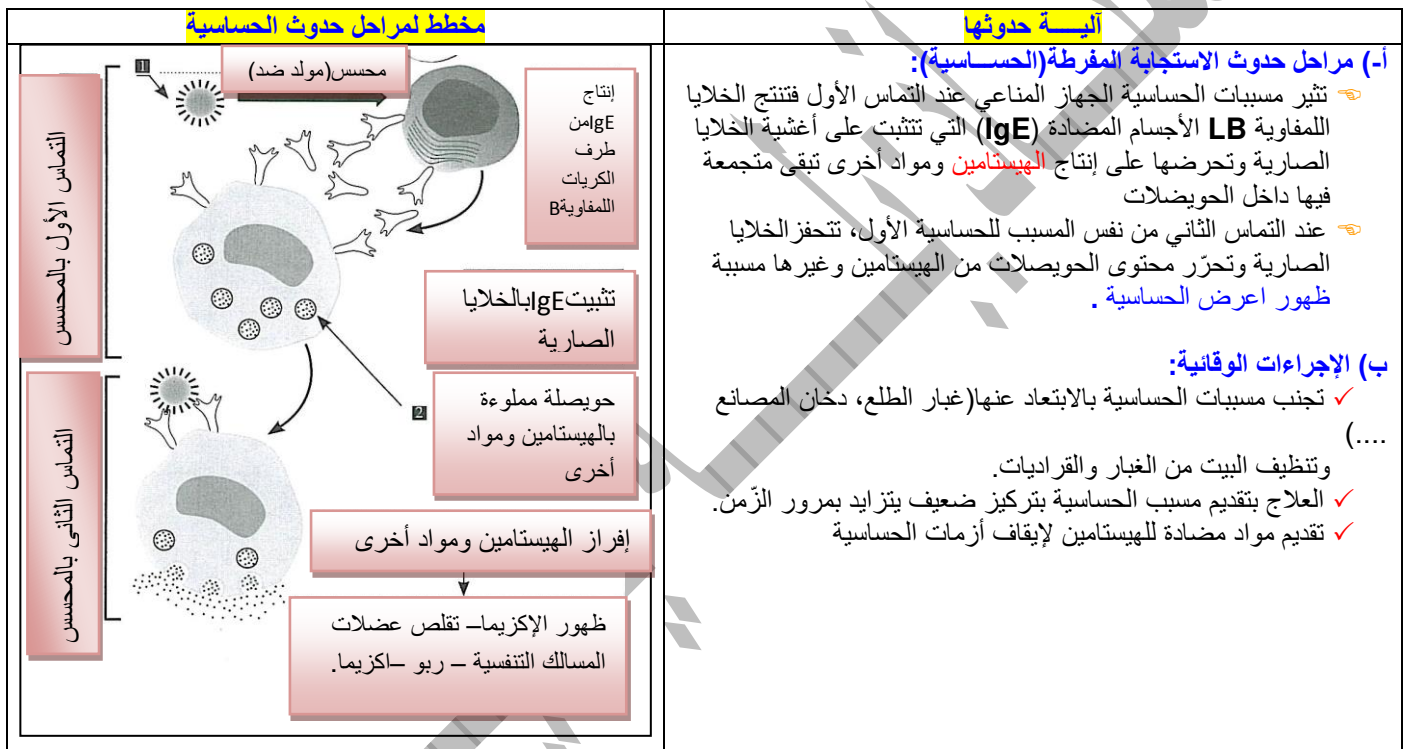 آليـــــة حدوثها
أ-) مراحل حدوث الاستجابة المفرطة(الحســـاسية):
تثير مسببات الحساسية الجهاز المناعي عند التماس الأول فتنتج الخلايا
اللمفاوية LB الأجسام المضادة (IgE) التي تتثبت على أغشية الخلايا
الصارية وتحرضها على إنتاج الهيستامين ومواد أخرى تبقى متجمعة
فيها داخل الحويضلات
عند التماس الثاني من نفس المسبب للحساسية الأول، تتحفز الخلايا
الصارية وتحرّر محتوى الحويصلات من الهيستامين وغيرها مسببة
ظهور اعرض الحساسية .
ب) الإجراءات الوقائية:
✓ تجنب مسببات الحساسية بالابتعاد عنها(غبار الطلع، دخان المصانع
....)
وتنظيف البيت من الغبار والقراديات.
✓ العلاج بتقديم مسبب الحساسية بتركيز ضعيف يتزايد بمرور الزّمن.
✓ تقديم مواد مضادة للهيستامين لإيقاف أزمات الحساسية
مخطط لمراحل حدوث الحساسية
1
محسس(مولد ضد)
إنتاج
IgEمن
طرف
الكريات
اللمفاويةB
التماس الأول بالمحسس
تثبيتIgEبالخلايا
الصارية
2
حويصلة مملوءة
بالهيستامين ومواد
أخرى
التماس الثاني بالمحسس
إفراز الهيستامين ومواد أخرى
ظهور الإكزيما– تقلص عضلات
المسالك التنفسية – ربو –اكزيما.